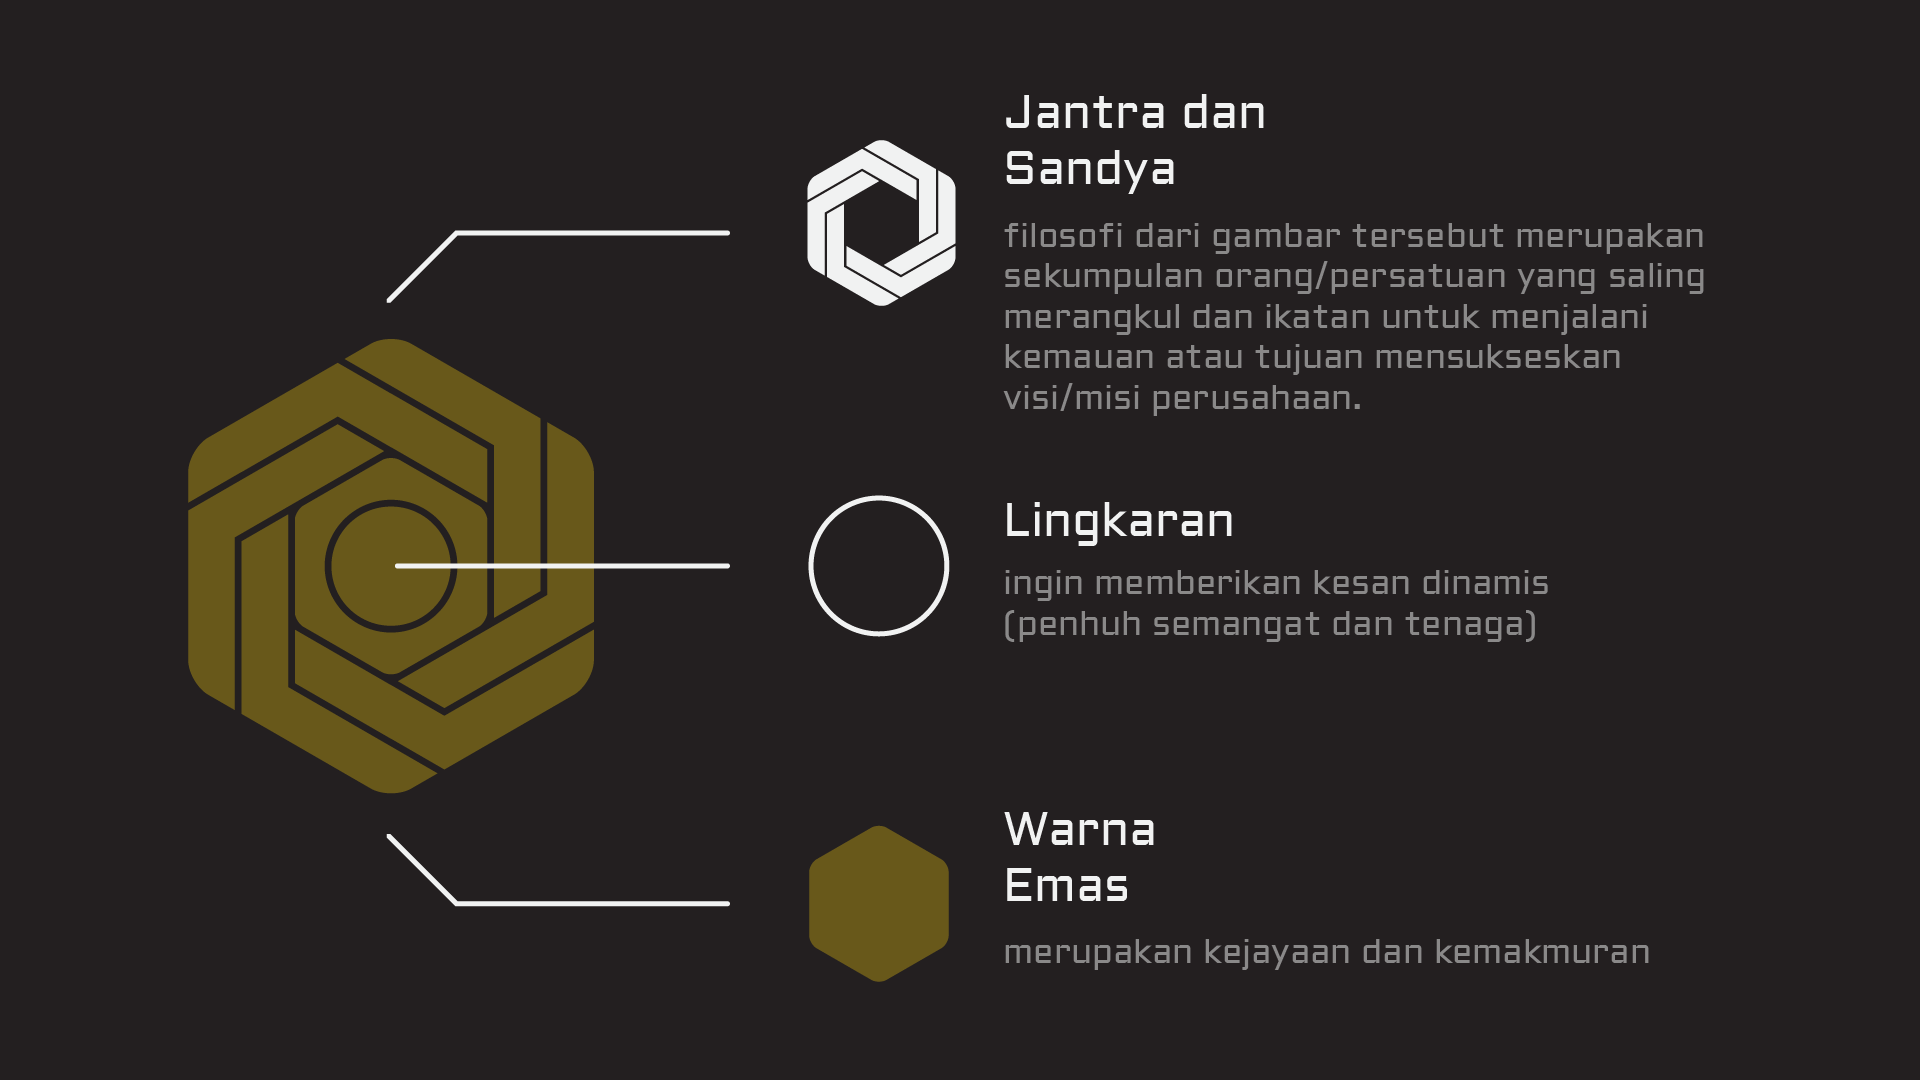 Jantra dan
Sandya
filosofi dari gambar tersebut merupakan
sekumpulan orang/persatuan yang saling
merangkul dan ikatan untuk menjalani
kemauan atau tujuan mensukseskan
visi/misi perusahaan.
Lingkaran
ingin memberikan kesan dinamis
(penhuh semangat dan tenaga)
Warna
Emas
merupakan kejayaan dan kemakmuran